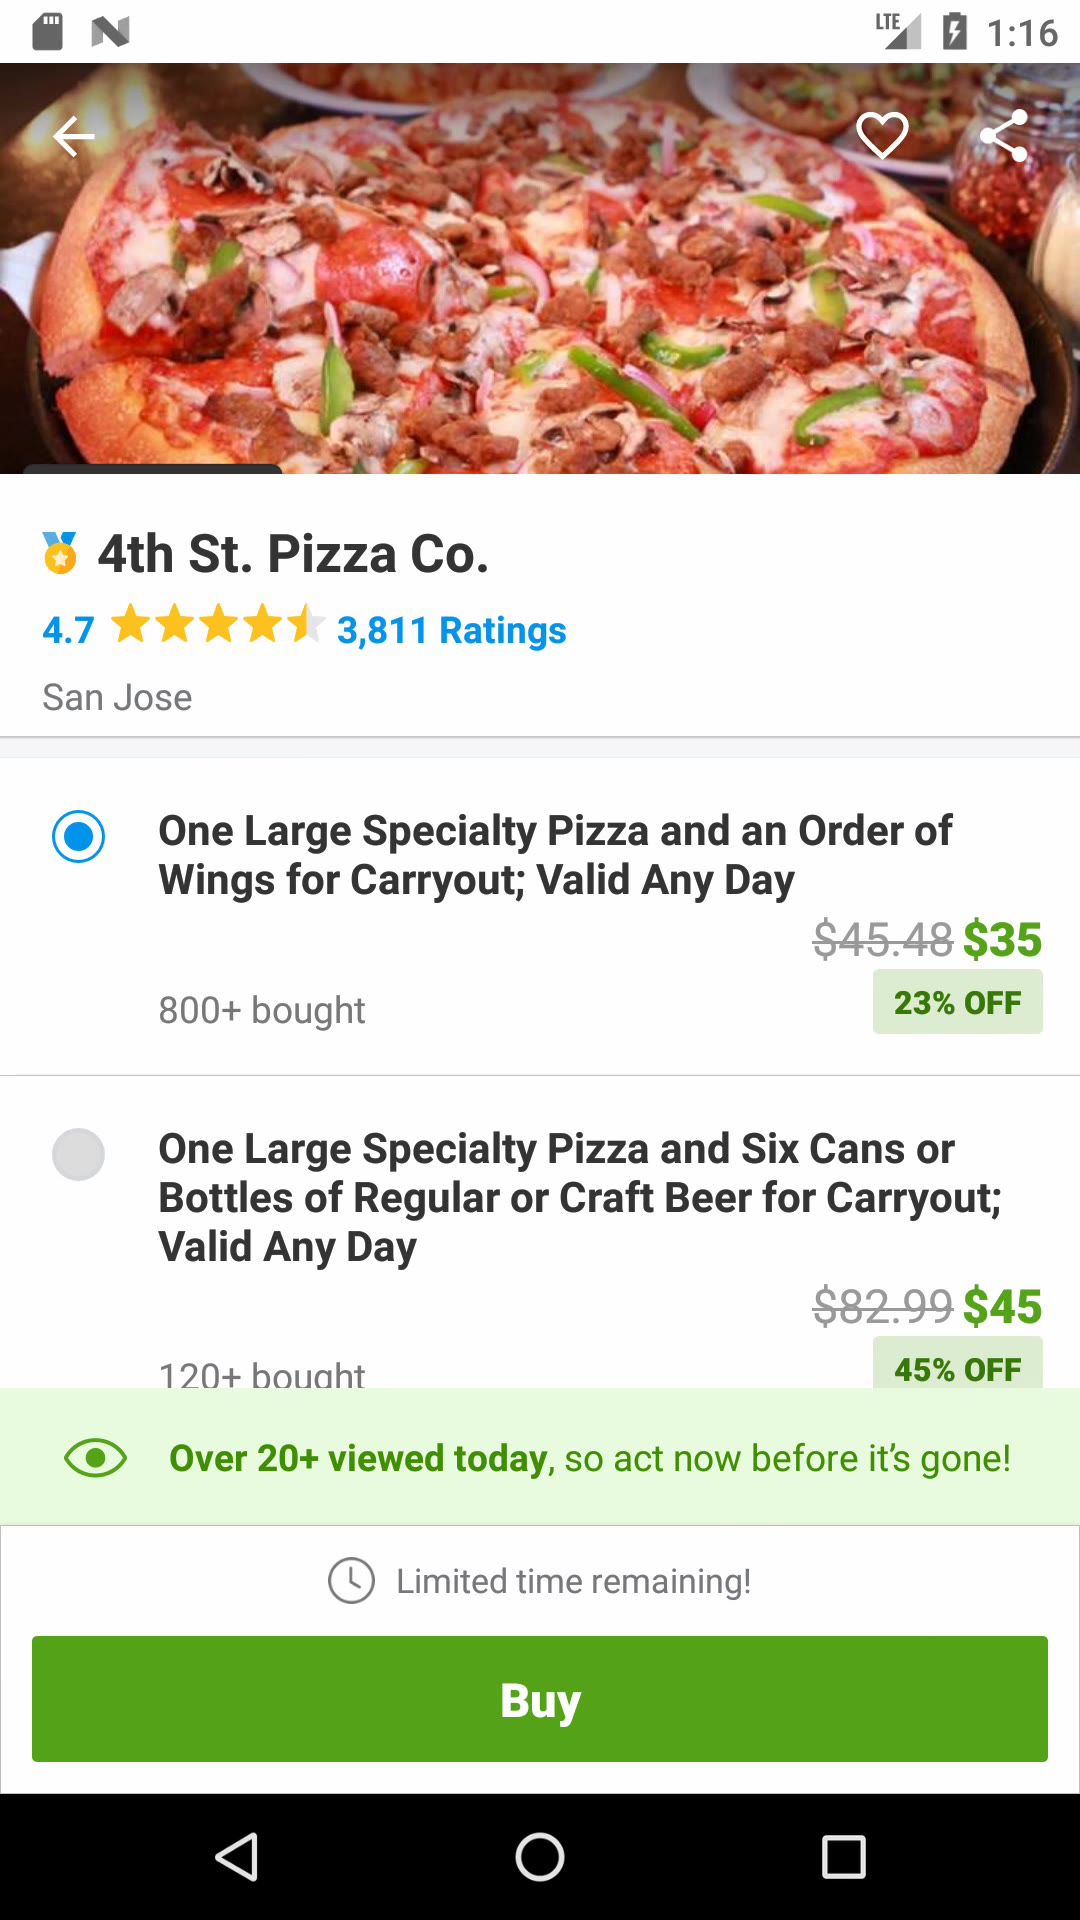 LTE 1:16
4th St. Pizza Co.
4.7 3,811 Ratings
San Jose
One Large Specialty Pizza and an Order of
Wings for Carryout; Valid Any Day
$45.48 $35
800+ bought
23% OFF
One Large Specialty Pizza and Six Cans or
Bottles of Regular or Craft Beer for Carryout;
Valid Any Day
$82.99 $45
120+ bought
45% OFF
Over 20+ viewed today, so act now before it's gone!
Limited time remaining!
Buy